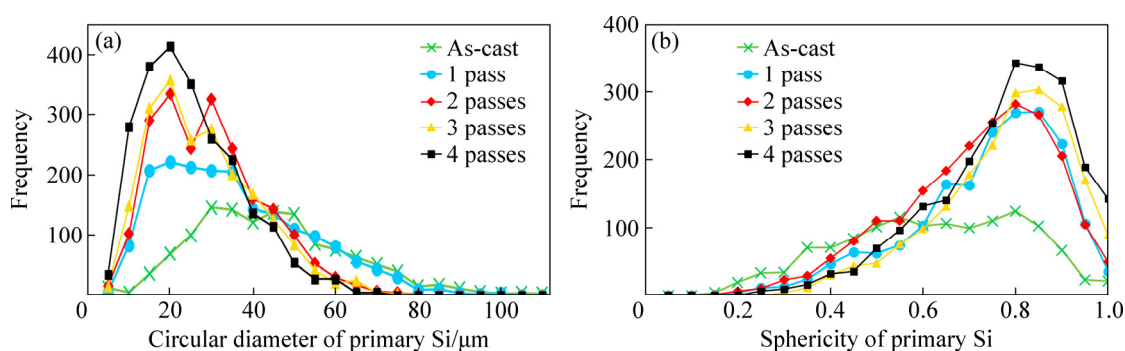 (a)
As-cast
1 pass
2 passes
3 passes
4 passes
400
300
200
100
0
20
40
60
80
100
Frequency
Circular diameter of primary Si/μm
(b)
As-cast
1 pass
2 passes
3 passes
4 passes
400
300
200
100
0
0.2
0.4
0.6
0.8
1.0
Frequency
Sphericity of primary Si